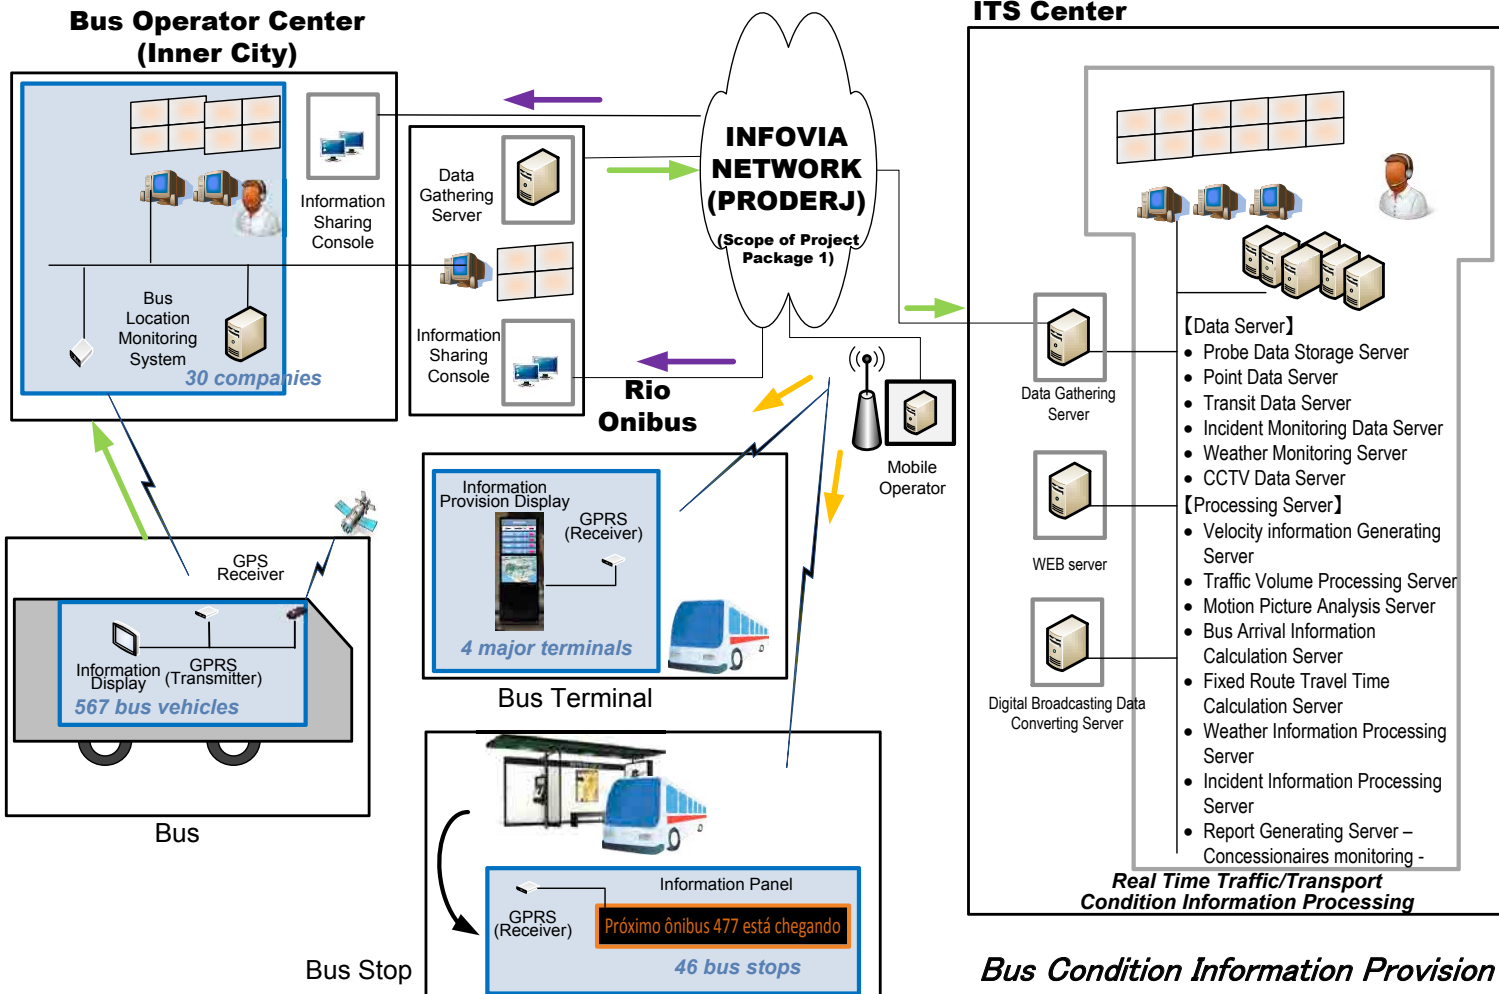 Bus Operator Center
(Inner City)
Information
Sharing
Console
Bus
Location
Monitoring
System
30 companies
Data
Gathering
Server
Information
Sharing
Console
Rio
Onibus
INFOVIA
NETWORK
(PRODERJ)
(Scope of Project
Package 1)
Mobile
Operator
GPS
Receiver
Information
Display
GPRS
(Transmitter)
567 bus vehicles
Bus
Information
Provision Display
GPRS
(Receiver)
4 major terminals
Bus Terminal
Information Panel
GPRS
(Receiver)
Próximo ônibus 477 está chegando
46 bus stops
Bus Stop
ITS Center
Data Gathering
Server
WEB server
Digital Broadcasting Data
Converting Server
【Data Server】
• Probe Data Storage Server
• Point Data Server
• Transit Data Server
• Incident Monitoring Data Server
• Weather Monitoring Server
• CCTV Data Server
【Processing Server】
• Velocity information Generating
Server
• Traffic Volume Processing Server
• Motion Picture Analysis Server
• Bus Arrival Information
Calculation Server
• Fixed Route Travel Time
Calculation Server
• Weather Information Processing
Server
• Incident Information Processing
Server
• Report Generating Server –
Concessionaires monitoring -
Real Time Traffic/Transport
Condition Information Processing
Bus Condition Information Provision